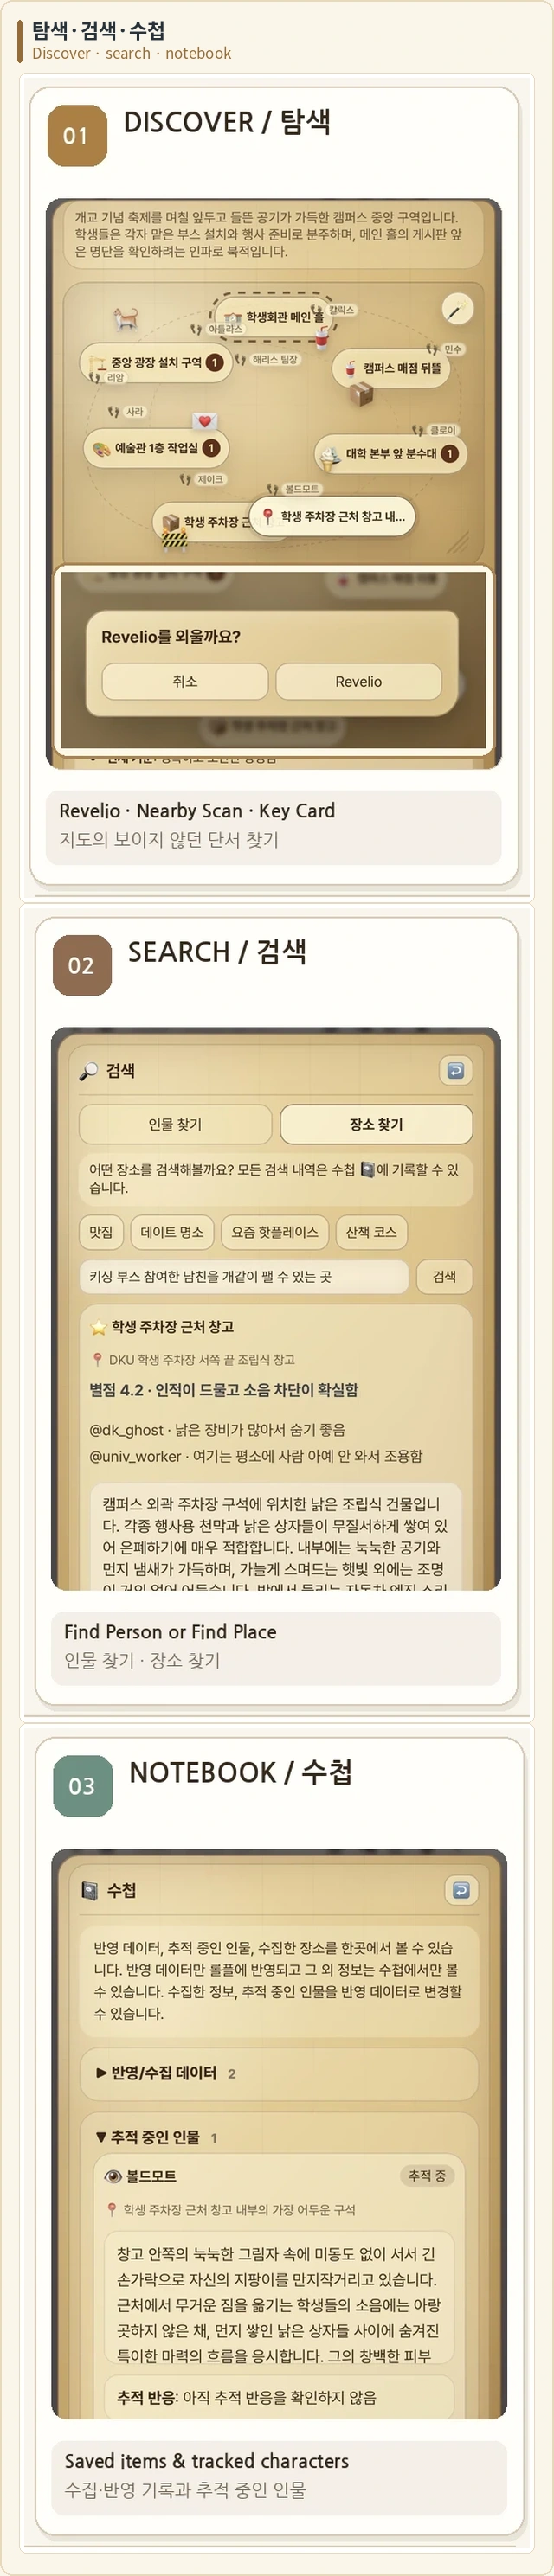 탐색·검색·수첩
Discover · search · notebook
01
DISCOVER / 탐색
개교 기념 축제를 며칠 앞두고 들뜬 공기가 가득한 캠퍼스 중앙 구역입니다.
학생들은 각자 맡은 부스 설치와 행사 준비로 분주하며, 메인 홀의 게시판 앞
은 명단을 확인하려는 인파로 북적입니다.
학생회관 메인 홀
칼릭스
아틀라스
민수
중앙 광장 설치 구역 1
해리스 팀장
캠퍼스 매점 뒤뜰
리암
사라
클로이
예술관 1층 작업실 1
대학 본부 앞 분수대 1
제이크
볼드모트
학생 주차장 근
학생 주차장 근처 창고 내...
Revelio를 외울까요?
취소
Revelio
Revelio · Nearby Scan · Key Card
지도의 보이지 않던 단서 찾기
02
SEARCH / 검색
검색
인물 찾기
장소 찾기
어떤 장소를 검색해볼까요? 모든 검색 내역은 수첩 📓에 기록할 수 있
습니다.
맛집
데이트 명소
요즘 핫플레이스
산책 코스
키싱 부스 참여한 남친을 개같이 팰 수 있는 곳
검색
학생 주차장 근처 창고
DKU 학생 주차장 서쪽 끝 조립식 창고
별점 4.2 · 인적이 드물고 소음 차단이 확실함
@dk_ghost · 낡은 장비가 많아서 숨기 좋음
@univ_worker · 여기는 평소에 사람 아예 안 와서 조용함
캠퍼스 외곽 주차장 구석에 위치한 낡은 조립식 건물입니
다. 각종 행사용 천막과 낡은 상자들이 무질서하게 쌓여 있
어 은폐하기에 매우 적합합니다. 내부에는 눅눅한 공기와
먼지 냄새가 가득하며, 가늘게 스며드는 햇빛 외에는 조명
Find Person or Find Place
인물 찾기 · 장소 찾기
03
NOTEBOOK / 수첩
수첩
반영 데이터, 추적 중인 인물, 수집한 장소를 한곳에서 볼 수 있습
니다. 반영 데이터만 롤플에 반영되고 그 외 정보는 수첩에서만 볼
수 있습니다. 수집한 정보, 추적 중인 인물을 반영 데이터로 변경할
수 있습니다.
▶ 반영/수집 데이터 2
▼ 추적 중인 인물 1
볼드모트
추적 중
학생 주차장 근처 창고 내부의 가장 어두운 구석
창고 안쪽의 눅눅한 그림자 속에 미동도 없이 서서 긴
손가락으로 자신의 지팡이를 만지작거리고 있습니다.
근처에서 무거운 짐을 옮기는 학생들의 소음에는 아랑
곳하지 않은 채, 먼지 쌓인 낡은 상자들 사이에 숨겨진
특이한 마력의 흐름을 응시합니다. 그의 창백한 피부
추적 반응: 아직 추적 반응을 확인하지 않음
Saved items & tracked characters
수집·반영 기록과 추적 중인 인물